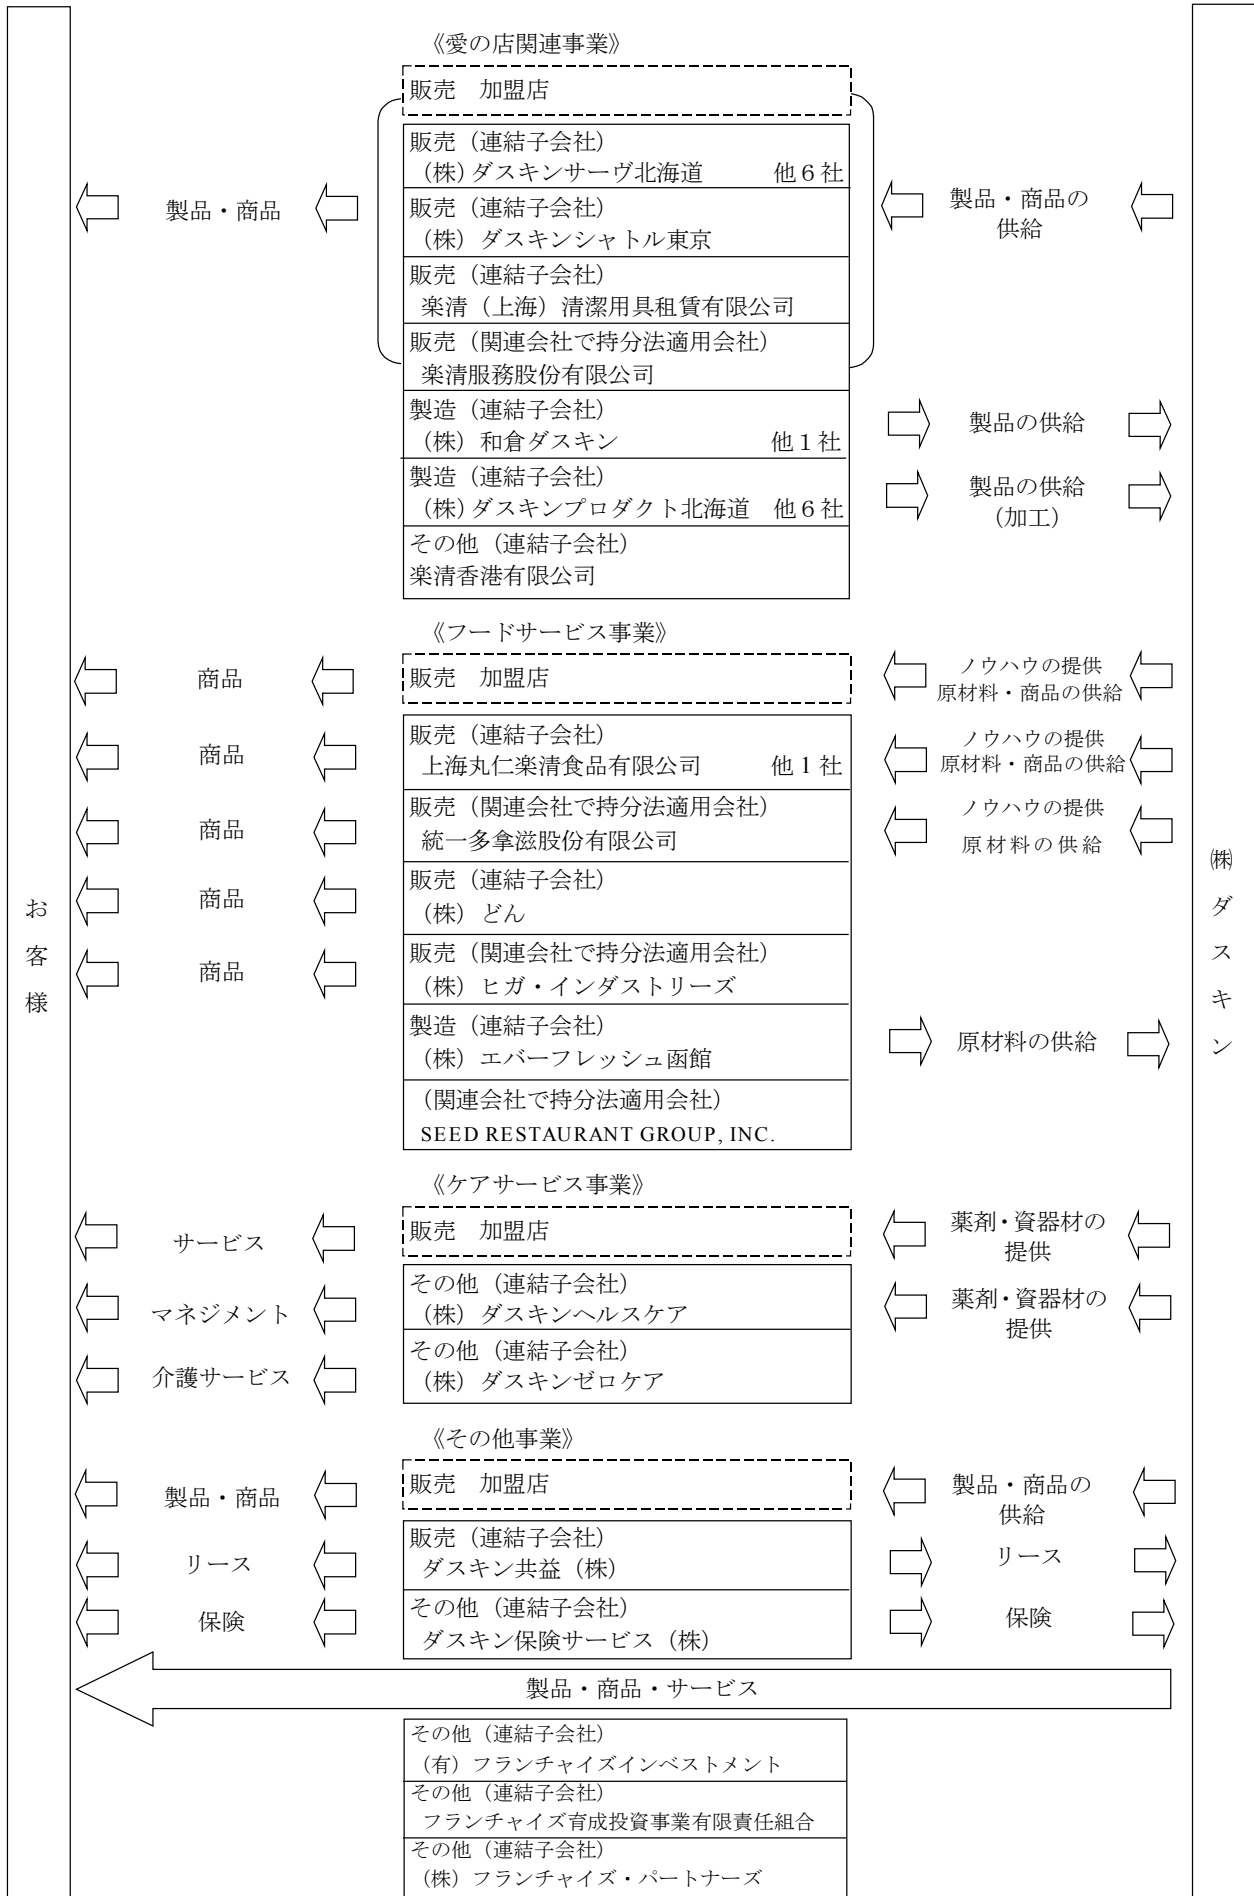 《愛の店関連事業》
販売　加盟店
販売（連結子会社）
（株）ダスキンサーヴ北海道　他６社
販売（連結子会社）
（株）ダスキンシャトル東京
販売（連結子会社）
楽清（上海）清潔用具租賃有限公司
販売（関連会社で持分法適用会社）
楽清服務股份有限公司
製品・商品
製品・商品の
供給
製造（連結子会社）
（株）和倉ダスキン　他１社
製品の供給
製造（連結子会社）
（株）ダスキンプロダクト北海道　他６社
製品の供給
（加工）
その他（連結子会社）
楽清香港有限公司
《フードサービス事業》
商品
販売　加盟店
ノウハウの提供
原材料・商品の供給
商品
販売（連結子会社）
上海丸仁楽清食品有限公司　他１社
ノウハウの提供
原材料・商品の供給
商品
販売（関連会社で持分法適用会社）
統一多拿滋股份有限公司
ノウハウの提供
原材料の供給
商品
販売（連結子会社）
（株）どん
商品
販売（関連会社で持分法適用会社）
（株）ヒガ・インダストリーズ
製造（連結子会社）
（株）エバーフレッシュ函館
原材料の供給
（関連会社で持分法適用会社）
SEED RESTAURANT GROUP, INC.
お客様
㈱ダスキン
《ケアサービス事業》
サービス
販売　加盟店
薬剤・資器材の
提供
マネジメント
その他（連結子会社）
（株）ダスキンヘルスケア
薬剤・資器材の
提供
介護サービス
その他（連結子会社）
（株）ダスキンゼロケア
《その他事業》
製品・商品
販売　加盟店
製品・商品の
供給
リース
販売（連結子会社）
ダスキン共益（株）
リース
保険
その他（連結子会社）
ダスキン保険サービス（株）
保険
製品・商品・サービス
その他（連結子会社）
（有）フランチャイズインベストメント
その他（連結子会社）
フランチャイズ育成投資事業有限責任組合
その他（連結子会社）
（株）フランチャイズ・パートナーズ